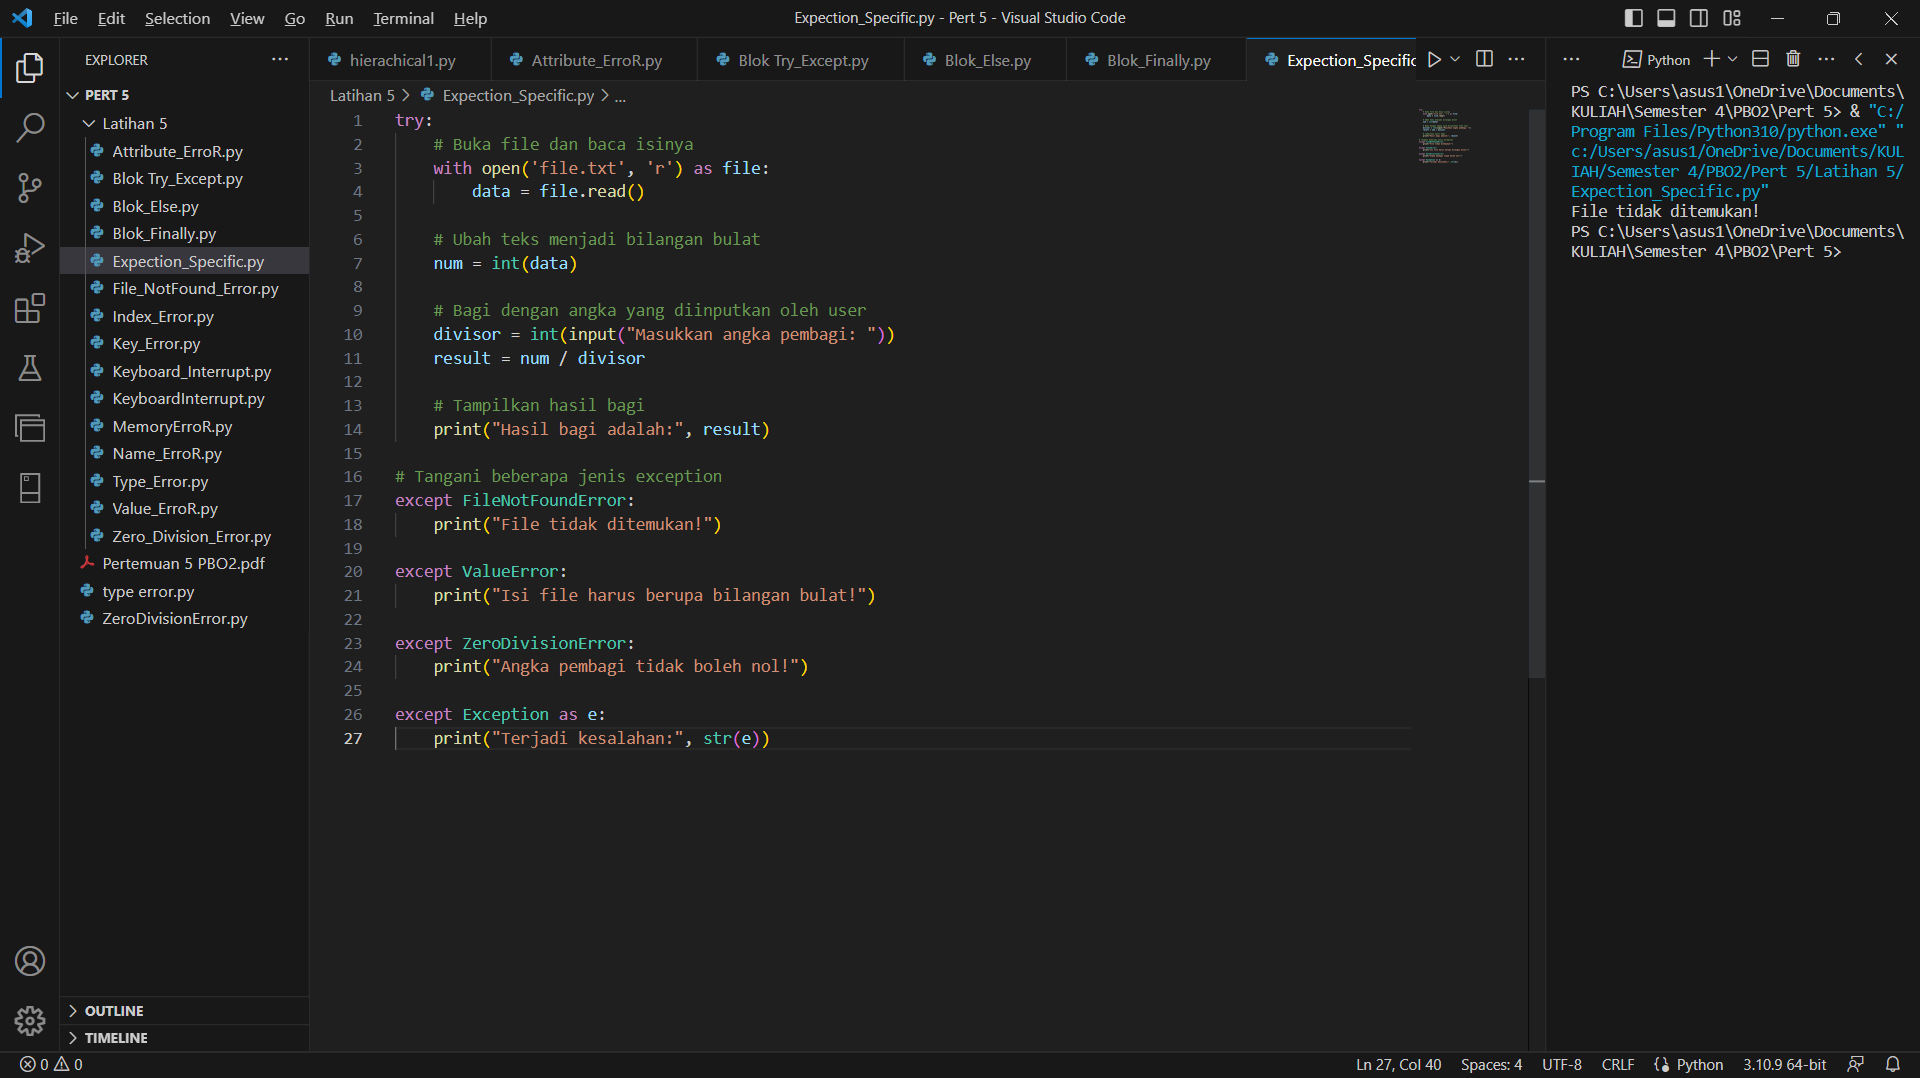 File Edit Selection View Go Run Terminal Help
Expection_Specific.py - Pert 5 - Visual Studio Code
EXPLORER
PERT 5
Latihan 5
Attribute_ErroR.py
Blok Try_Except.py
Blok_Else.py
Blok_Finally.py
Expection_Specific.py
File_NotFound_Error.py
Index_Error.py
Key_Error.py
Keyboard_Interrupt.py
KeyboardInterrupt.py
MemoryErroR.py
Name_ErroR.py
Type_Error.py
Value_ErroR.py
Zero_Division_Error.py
Pertemuan 5 PBO2.pdf
type error.py
ZeroDivisionError.py
OUTLINE
TIMELINE
hierachical1.py Attribute_ErroR.py Blok Try_Except.py Blok_Else.py Blok_Finally.py Expection_Specific
Latihan 5 > Expection_Specific.py > ...
1 try:
2 # Buka file dan baca isinya
3 with open('file.txt', 'r') as file:
4 data = file.read()
5
6 # Ubah teks menjadi bilangan bulat
7 num = int(data)
8
9 # Bagi dengan angka yang diinputkan oleh user
10 divisor = int(input("Masukkan angka pembagi: "))
11 result = num / divisor
12
13 # Tampilkan hasil bagi
14 print("Hasil bagi adalah:", result)
15
16 # Tangani beberapa jenis exception
17 except FileNotFoundError:
18 print("File tidak ditemukan!")
19
20 except ValueError:
21 print("Isi file harus berupa bilangan bulat!")
22
23 except ZeroDivisionError:
24 print("Angka pembagi tidak boleh nol!")
25
26 except Exception as e:
27 print("Terjadi kesalahan:", str(e))
Python
PS C:\Users\asus1\OneDrive\Documents\
KULIAH\Semester 4\PBO2\Pert 5> & "C:/
Program Files/Python310/python.exe" "
c:/Users/asus1/OneDrive/Documents/KUL
IAH/Semester 4/PBO2/Pert 5/Latihan 5/
Expection_Specific.py"
File tidak ditemukan!
PS C:\Users\asus1\OneDrive\Documents\
KULIAH\Semester 4\PBO2\Pert 5>
0 0
Ln 27, Col 40 Spaces: 4 UTF-8 CRLF Python 3.10.9 64-bit